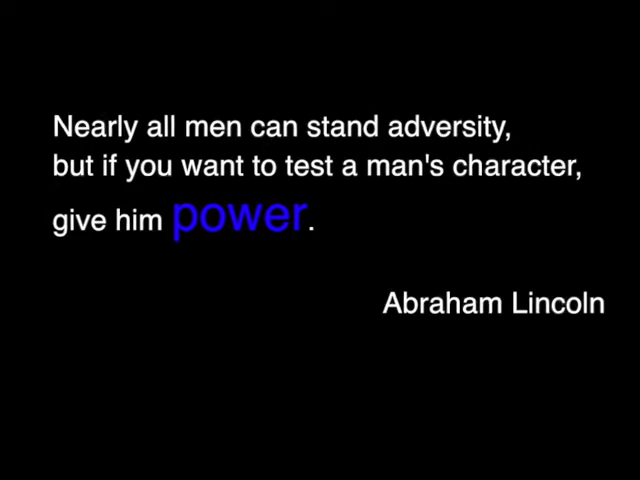 Nearly all men can stand adversity,
but if you want to test a man's character,
give him power.
Abraham Lincoln